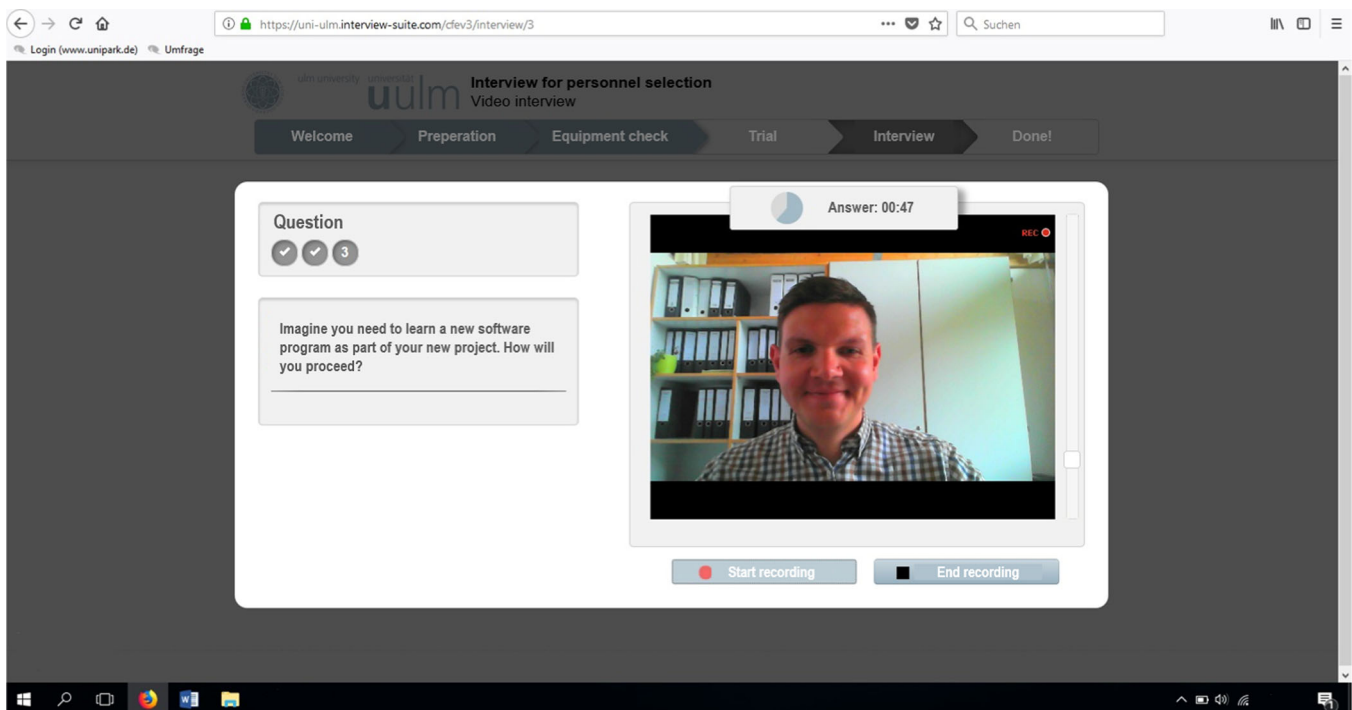 https://uni-ulm.interview-suite.com/cfev3/interview/3
Suchen
Login (www.unipark.de) Umfrage
ulm university universität
uulm
Interview for personnel selection
Video interview
Welcome Preperation Equipment check Trial Interview Done!
Question
3
Imagine you need to learn a new software
program as part of your new project. How will
you proceed?
Answer: 00:47
REC
Start recording End recording
W
1